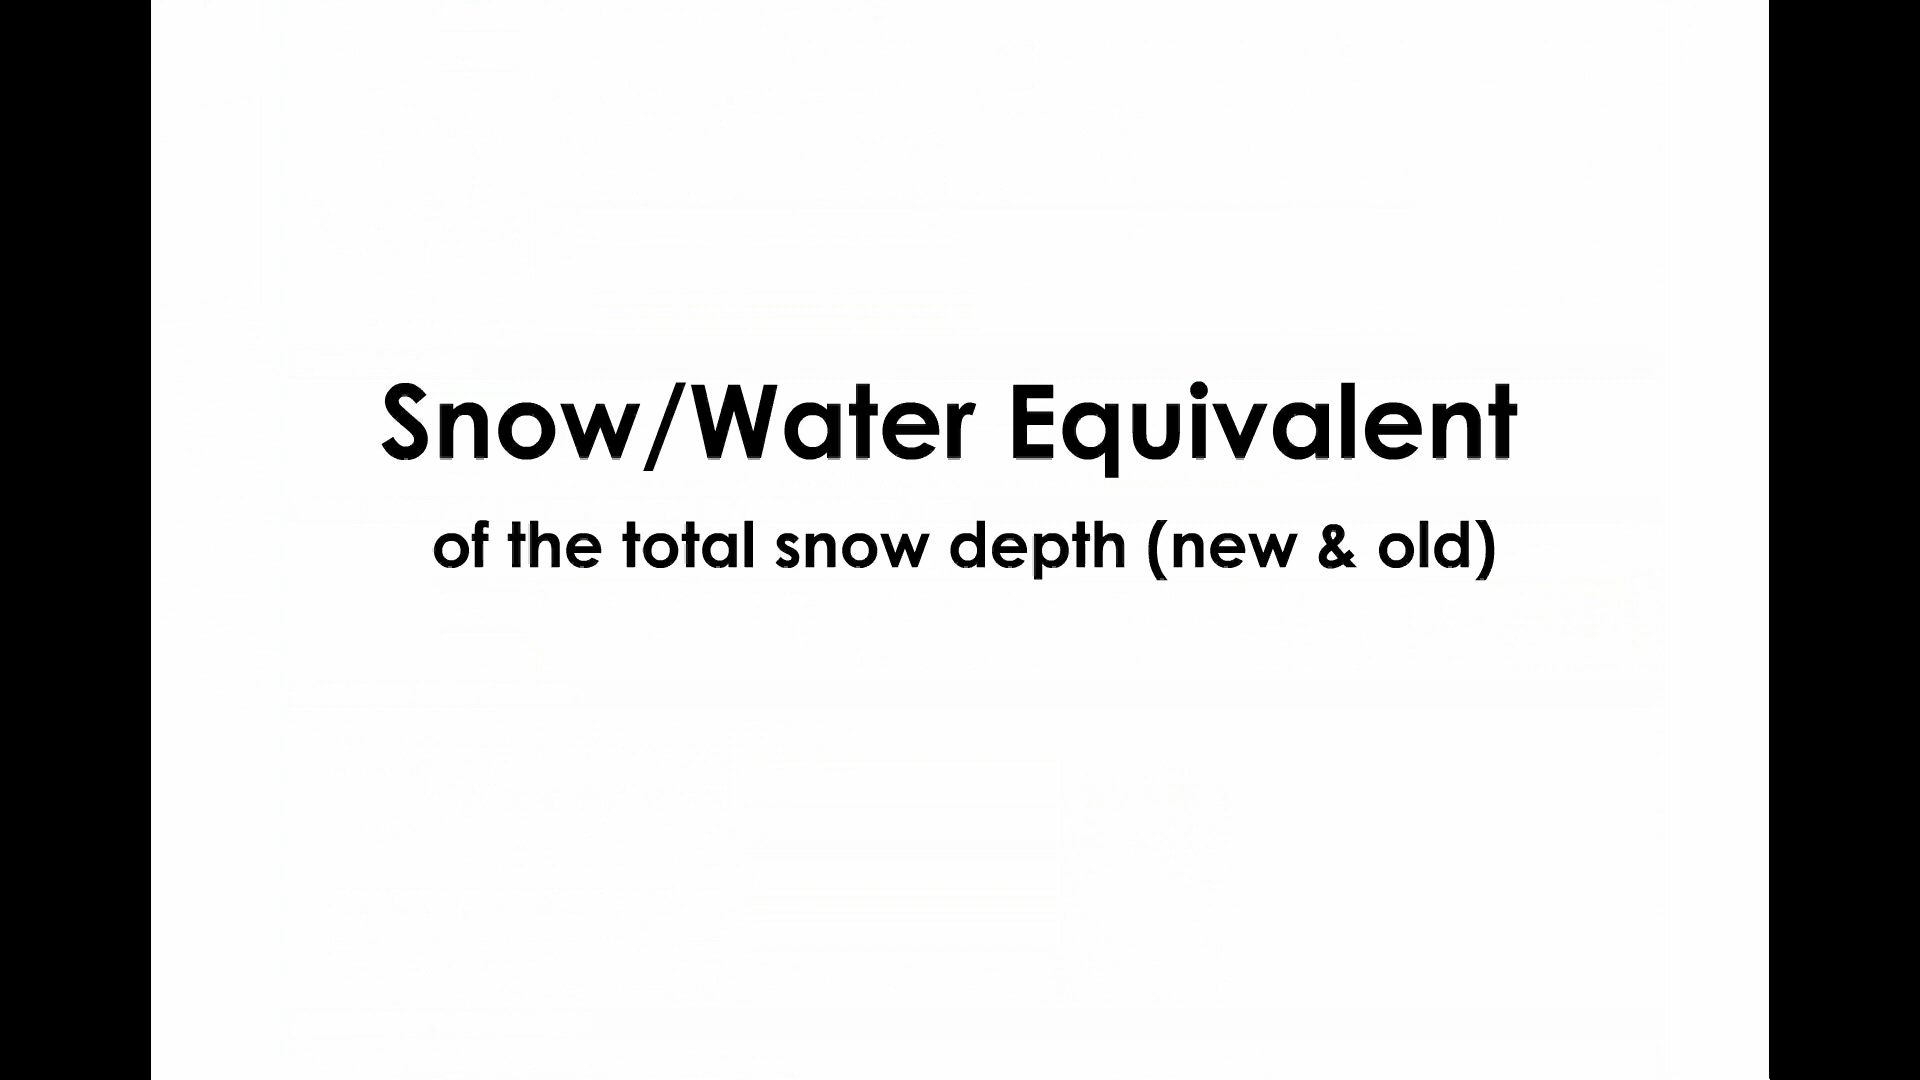 Snow/Water Equivalent
of the total snow depth (new & old)